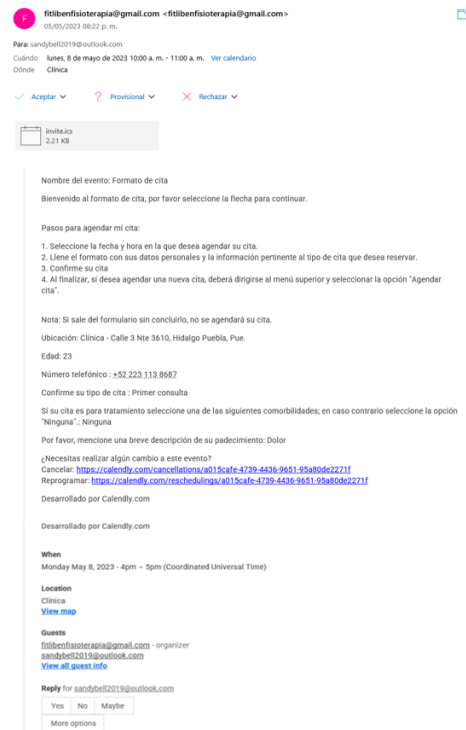 F
fitlibenfisioterapia@gmail.com <fitlibenfisioterapia@gmail.com>
05/05/2023 08:22 p. m.
Para: sandybell2019@outlook.com
Cuándo lunes, 8 de mayo de 2023 10:00 a. m. - 11:00 a. m. Ver calendario
Dónde Clínica
Aceptar ? Provisional Rechazar
invite.ics
2.21 KB
Nombre del evento: Formato de cita
Bienvenido al formato de cita, por favor seleccione la flecha para continuar.
Pasos para agendar mi cita:
1. Seleccione la fecha y hora en la que desea agendar su cita.
2. Llene el formato con sus datos personales y la información pertinente al tipo de cita que desea reservar.
3. Confirme su cita
4. Al finalizar, si desea agendar una nueva cita, deberá dirigirse al menú superior y seleccionar la opción "Agendar
cita".
Nota: Si sale del formulario sin concluirlo, no se agendará su cita.
Ubicación: Clínica - Calle 3 Nte 3610, Hidalgo Puebla, Pue.
Edad: 23
Número telefónico : +52 223 113 8687
Confirme su tipo de cita : Primer consulta
Sí su cita es para tratamiento seleccione una de las siguientes comorbilidades; en caso contrario seleccione la opción
"Ninguna".: Ninguna
Por favor, mencione una breve descripción de su padecimiento: Dolor
¿Necesitas realizar algún cambio a este evento?
Cancelar: https://calendly.com/cancellations/a015cafe-4739-4436-9651-95a80de2271f
Reprogramar: https://calendly.com/reschedulings/a015cafe-4739-4436-9651-95a80de2271f
Desarrollado por Calendly.com
Desarrollado por Calendly.com
When
Monday May 8, 2023 · 4pm – 5pm (Coordinated Universal Time)
Location
Clínica
View map
Guests
fitlibenfisioterapia@gmail.com - organizer
sandybell2019@outlook.com
View all guest info
Reply for sandybell2019@outlook.com
Yes No Maybe
More options